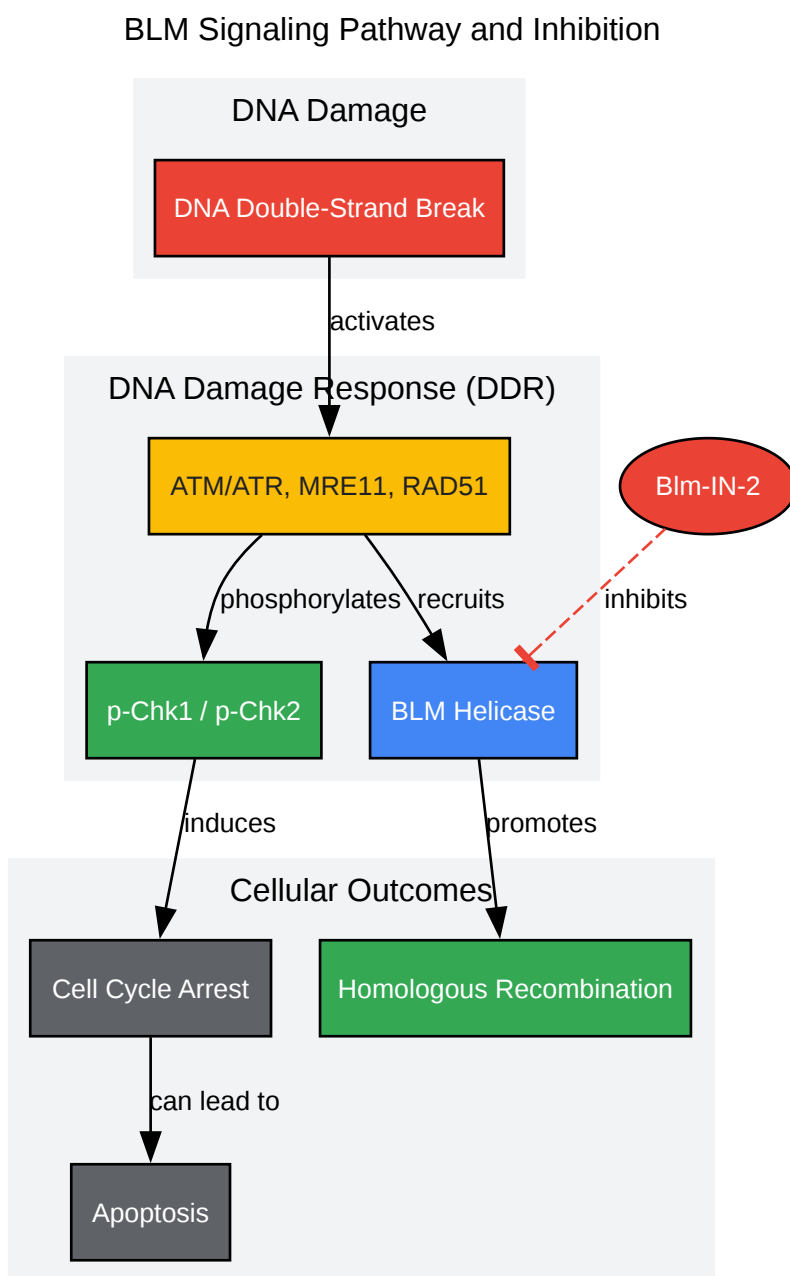 BLM Signaling Pathway and Inhibition
DNA Damage
DNA Double-Strand Break
activates
DNA Damage Response (DDR)
ATM/ATR, MRE11, RAD51
Blm-IN-2
phosphorylates
recruits
inhibits
p-Chk1 / p-Chk2
BLM Helicase
induces
promotes
Cellular Outcomes
Cell Cycle Arrest
Homologous Recombination
can lead to
Apoptosis